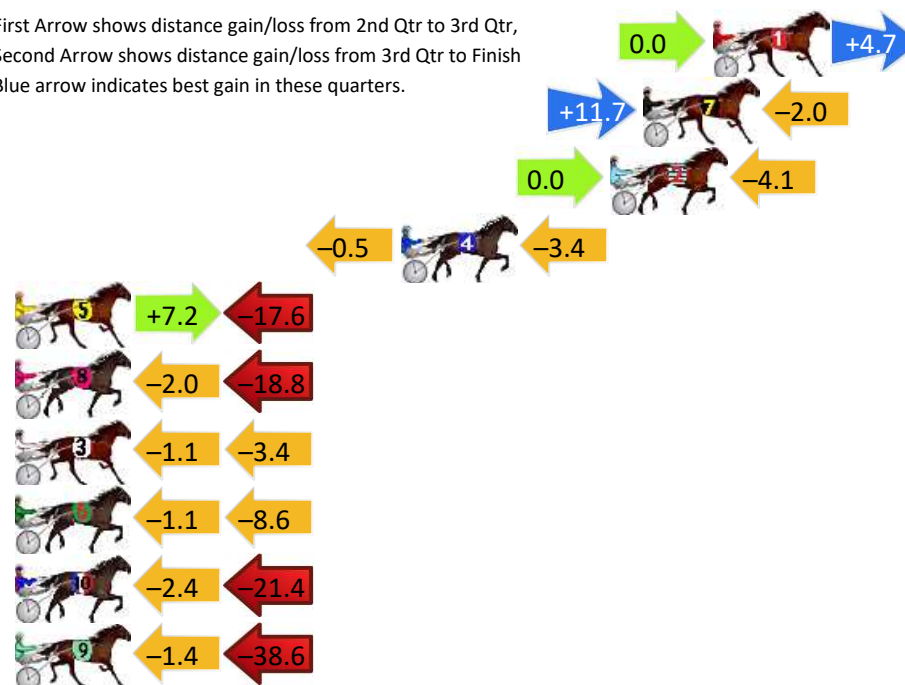 First Arrow shows distance gain/loss from 2nd Qtr to 3rd Qtr,
Second Arrow shows distance gain/loss from 3rd Qtr to Finish
Blue arrow indicates best gain in these quarters.
0.0 1 +4.7
+11.7 7 −2.0
0.0 2 −4.1
−0.5 4 −3.4
5 +7.2 −17.6
8 −2.0 −18.8
3 −1.1 −3.4
−1.1 −8.6
10 −2.4 −21.4
9 −1.4 −38.6